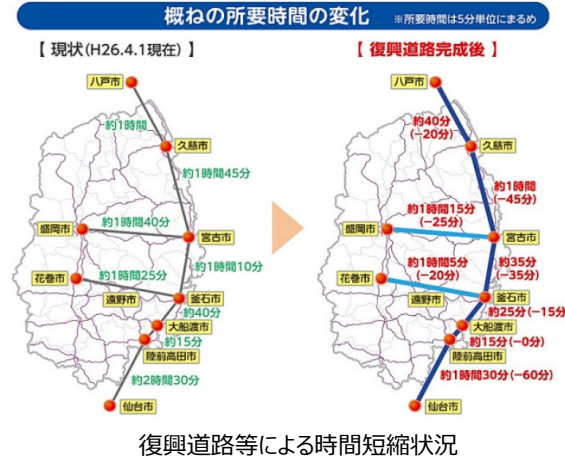 概ねの所要時間の変化 ※所要時間は5分単位にまるめ
【 現状(H26.4.1現在) 】
八戸市
約1時間
久慈市
約1時間45分
盛岡市
約1時間40分
宮古市
花巻市
約1時間25分
約1時間10分
遠野市
釜石市
約40分
大船渡市
約15分
陸前高田市
約2時間30分
仙台市
【 復興道路完成後 】
八戸市
約40分
(-20分)
久慈市
約1時間
(-45分)
盛岡市
約1時間15分
(-25分)
宮古市
花巻市
約1時間5分
(-20分)
約35分
(-35分)
遠野市
釜石市
約25分(-15分)
大船渡市
約15分(-0分)
陸前高田市
約1時間30分(-60分)
仙台市
復興道路等による時間短縮状況